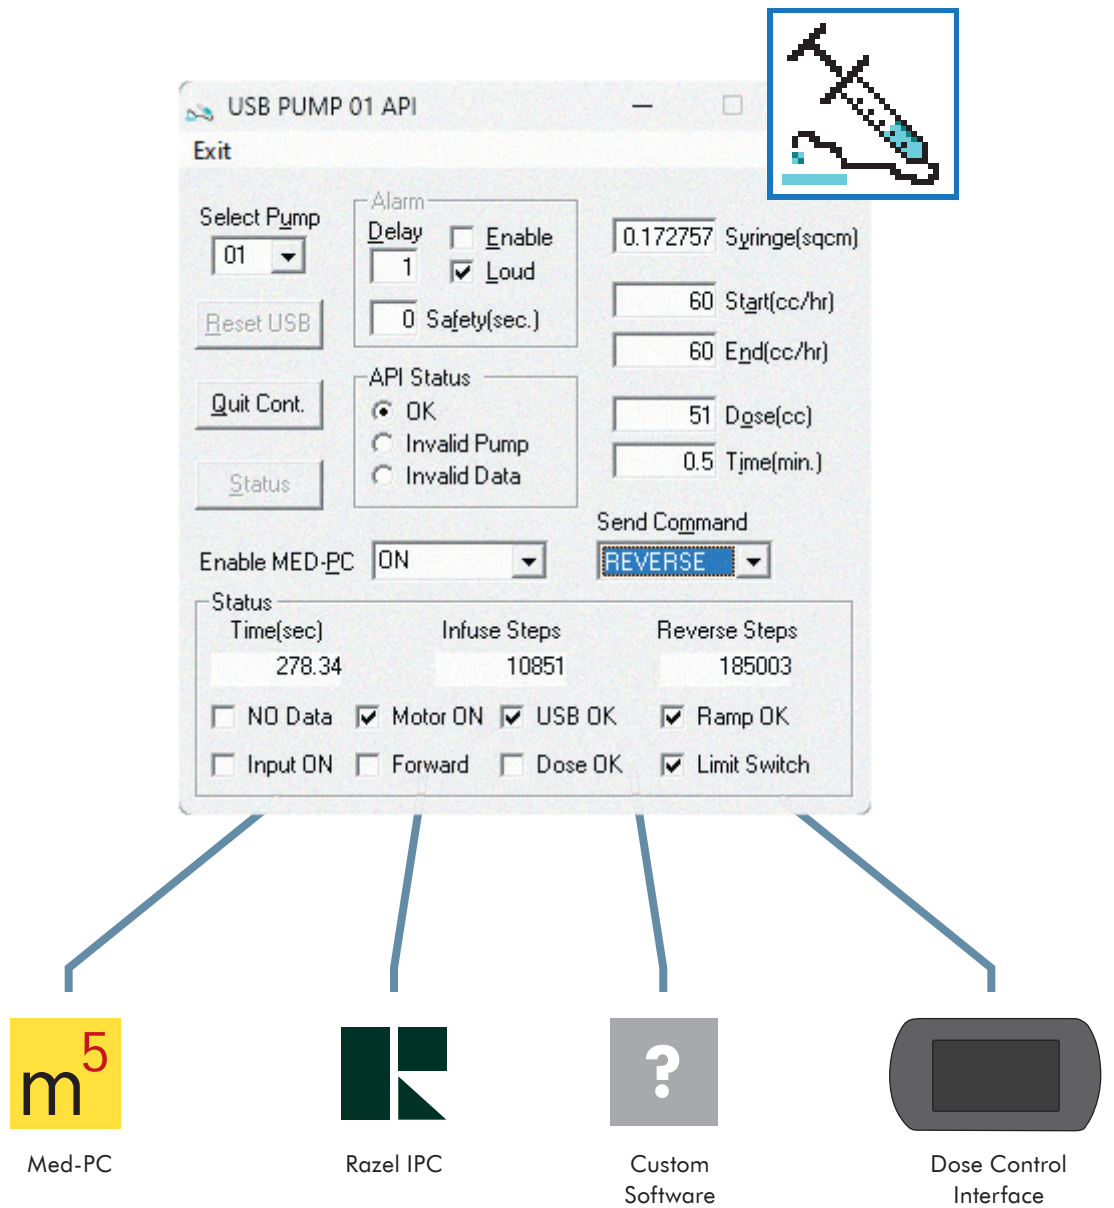 USB PUMP 01 API
Exit
Select Pump
01
Reset USB
Quit Cont.
Status
Alarm
Delay
1
Enable
Loud
0 Safety(sec.)
API Status
OK
Invalid Pump
Invalid Data
0.172757 Syringe(sqcm)
60 Start(cc/hr)
60 End(cc/hr)
51 Dose(cc)
0.5 Time(min.)
Send Command
Enable MED-PC ON
REVERSE
Status
Time(sec) Infuse Steps Reverse Steps
278.34 10851 185003
NO Data Motor ON USB OK Ramp OK
Input ON Forward Dose OK Limit Switch
m5
?
Med-PC
Razel IPC
Custom
Software
Dose Control
Interface